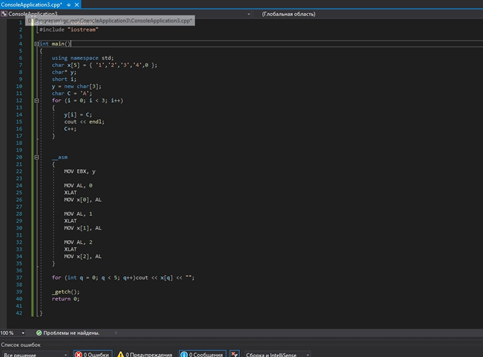 ConsoleApplication3.cpp*
ConsoleApplication3
(Глобальная область)
#include "iostream"
int main()
{
using namespace std;
char x[5] = { '1','2','3','4',0 };
char* y;
short i;
y = new char[3];
char C = 'A';
for (i = 0; i < 3; i++)
{
y[i] = C;
cout << endl;
C++;
}
__asm
{
MOV EBX, y
MOV AL, 0
XLAT
MOV x[0], AL
MOV AL, 1
XLAT
MOV x[1], AL
MOV AL, 2
XLAT
MOV x[2], AL
}
for (int q = 0; q < 5; q++)cout << x[q] << "";
_getch();
return 0;
}
100 %
Проблемы не найдены.
Список ошибок
Все решение
0 Ошибки
0 Предупреждения
0 Сообщения
Сборка и IntelliSense